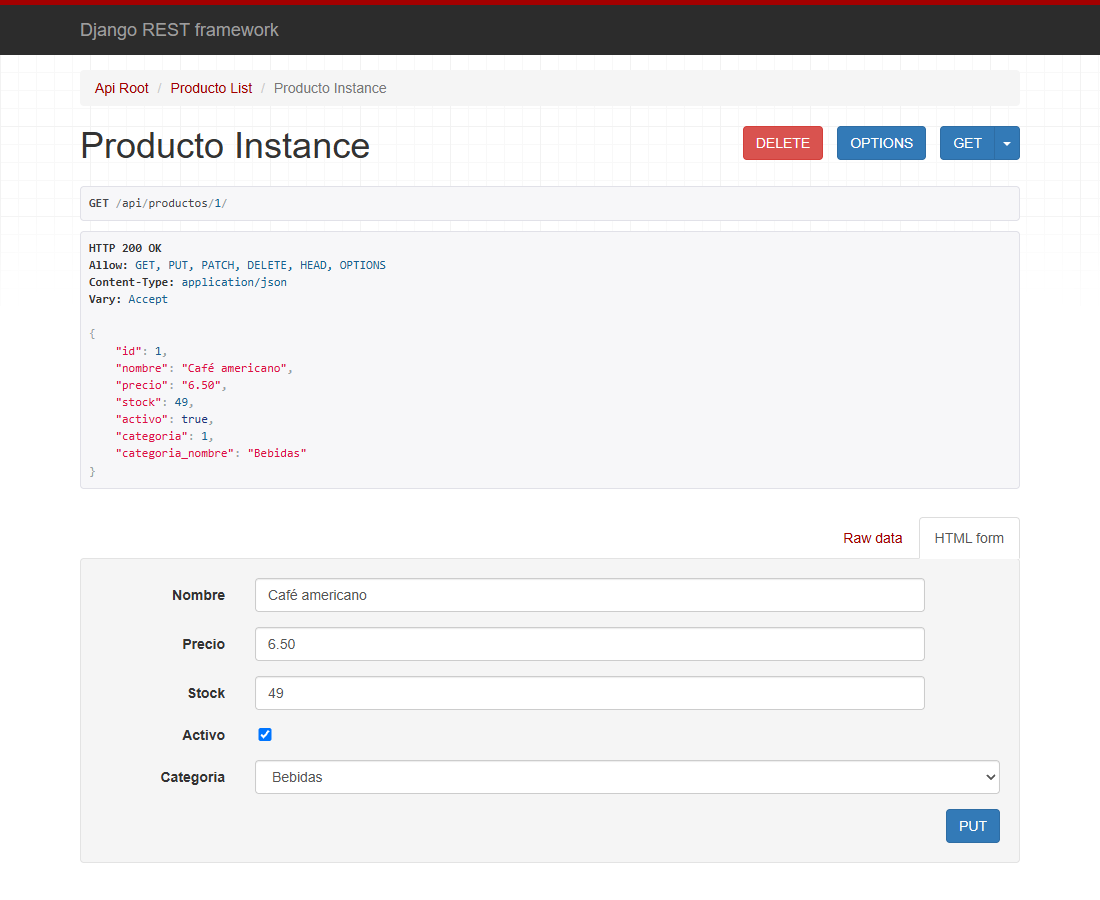 Django REST framework
Api Root / Producto List / Producto Instance
Producto Instance
DELETE
OPTIONS
GET
GET /api/productos/1/
HTTP 200 OK
Allow: GET, PUT, PATCH, DELETE, HEAD, OPTIONS
Content-Type: application/json
Vary: Accept
{
    "id": 1,
    "nombre": "Café americano",
    "precio": "6.50",
    "stock": 49,
    "activo": true,
    "categoria": 1,
    "categoria_nombre": "Bebidas"
}
Raw data
HTML form
Nombre
Café americano
Precio
6.50
Stock
49
Activo
Categoria
Bebidas
PUT